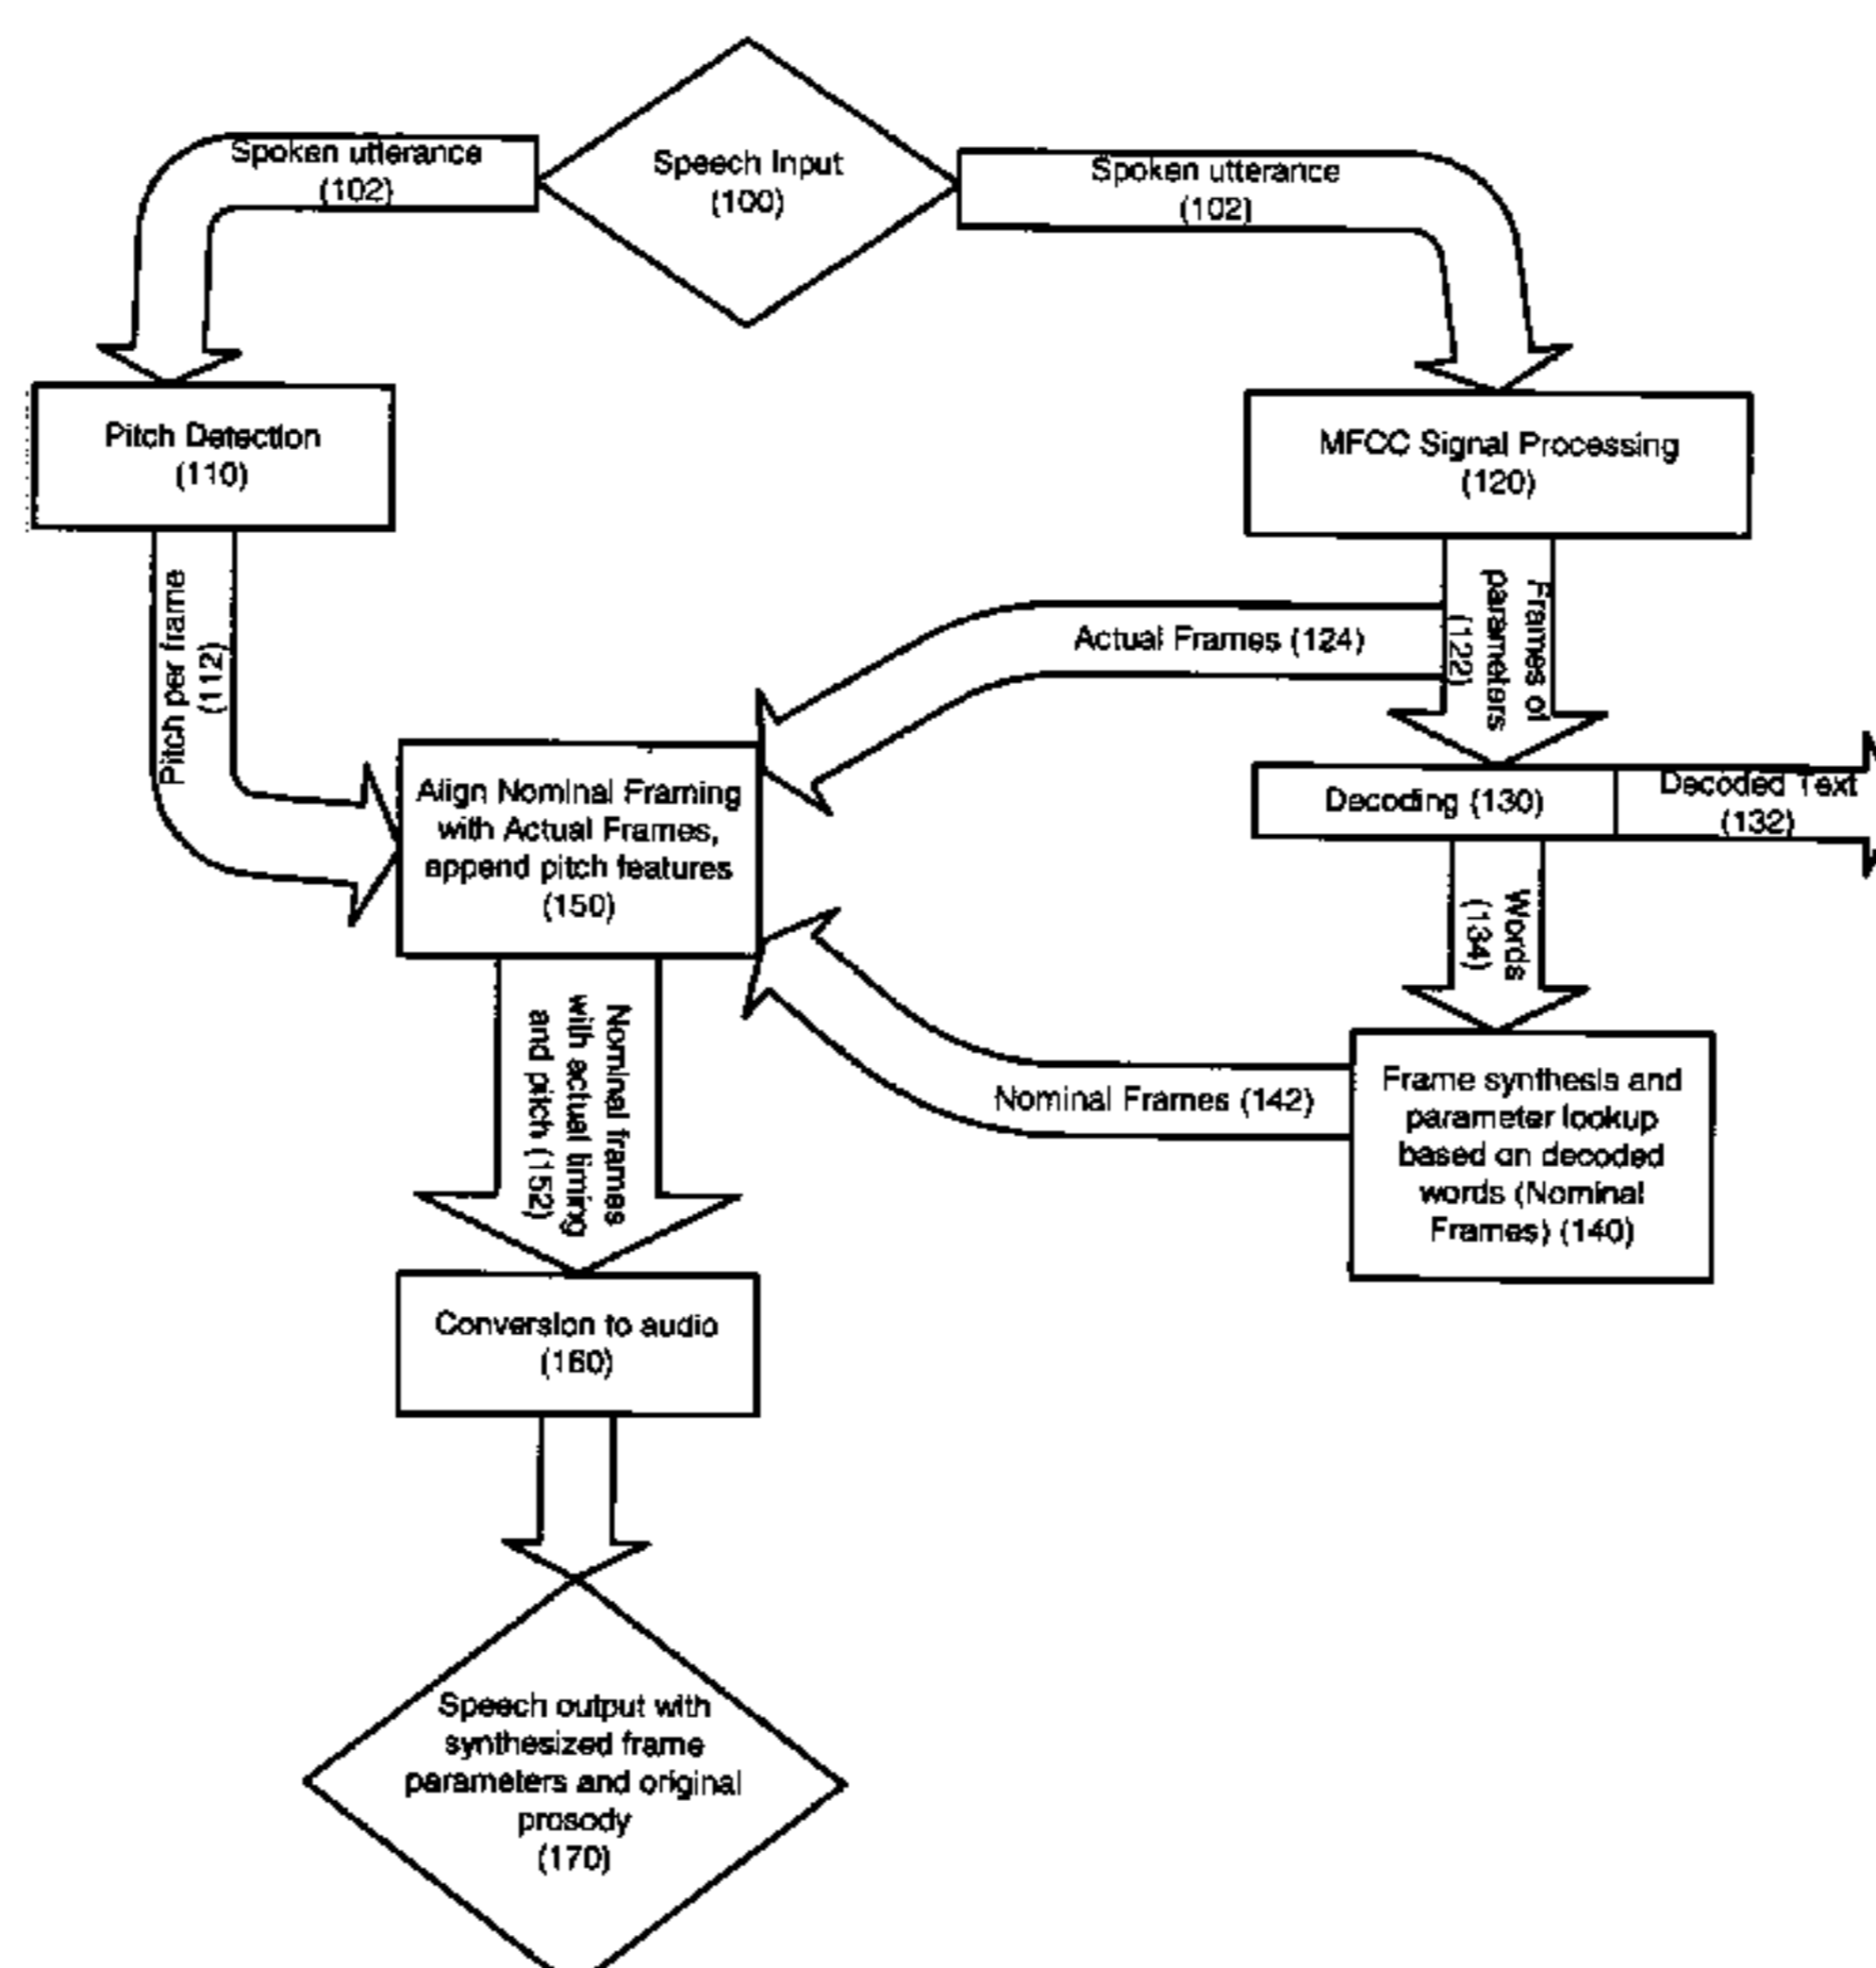 Speech Input
(100)
Spoken utterance
(102)
Spoken utterance
(102)
Pitch Detection
(110)
MFCC Signal Processing
(120)
Pitch per frame
(112)
Actual Frames (124)
Frames of
parameters
(122)
Align Nominal Framing
with Actual Frames,
append pitch features
(150)
Decoding (130)
Decoded Text
(132)
Words
(134)
Nominal Frames (142)
Frame synthesis and
parameter lookup
based on decoded
words (Nominal
Frames) (140)
Nominal frames
with actual timing
and pitch (152)
Conversion to audio
(160)
Speech output with
synthesized frame
parameters and original
prosody
(170)